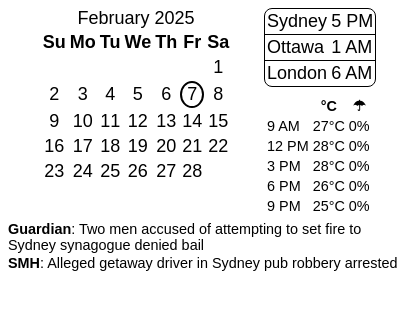 February 2025
Su Mo Tu We Th Fr Sa
1
2 3 4 5 6 7 8
9 10 11 12 13 14 15
16 17 18 19 20 21 22
23 24 25 26 27 28
Sydney 5 PM
Ottawa 1 AM
London 6 AM
°C ☂
9 AM 27°C 0%
12 PM 28°C 0%
3 PM 28°C 0%
6 PM 26°C 0%
9 PM 25°C 0%
Guardian: Two men accused of attempting to set fire to
Sydney synagogue denied bail
SMH: Alleged getaway driver in Sydney pub robbery arrested